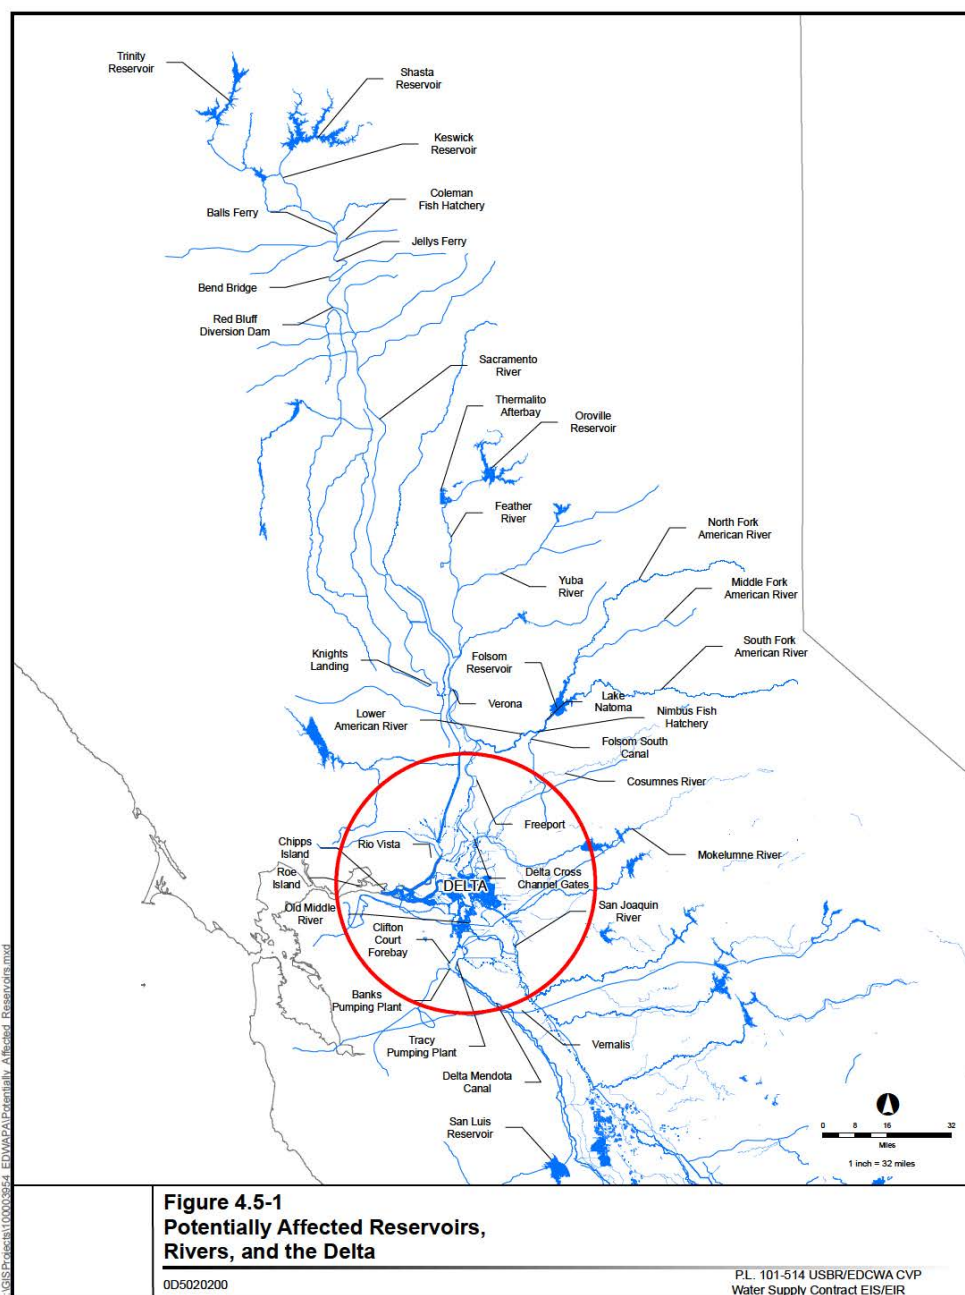 Trinity
Reservoir
Shasta
Reservoir
Keswick
Reservoir
Coleman
Fish Hatchery
Balls Ferry
Jellys Ferry
Bend Bridge
Red Bluff
Diversion Dam
Sacramento
River
Thermalito
Afterbay
Oroville
Reservoir
Feather
River
North Fork
American River
Yuba
River
Middle Fork
American River
Knights
Landing
Folsom
Reservoir
South Fork
American River
Verona
Lake
Natoma
Lower
American River
Nimbus Fish
Hatchery
Folsom South
Canal
Cosumnes River
Freeport
Chipps
Island
Rio Vista
Mokelumne River
Roe
Island
DELTA
Delta Cross
Channel Gates
Old Middle
River
San Joaquin
River
Clifton
Court
Forebay
Banks
Pumping Plant
Tracy
Pumping Plant
Vernalis
Delta Mendota
Canal
San Luis
Reservoir
0 8 16 32
Miles
1 inch = 32 miles
:\GISProjects\100003954_EDWAPA\Potentially_Affected_Reservoirs.mxd
Figure 4.5-1
Potentially Affected Reservoirs,
Rivers, and the Delta
0D5020200
P.L. 101-514 USBR/EDCWA CVP
Water Supply Contract EIS/EIR